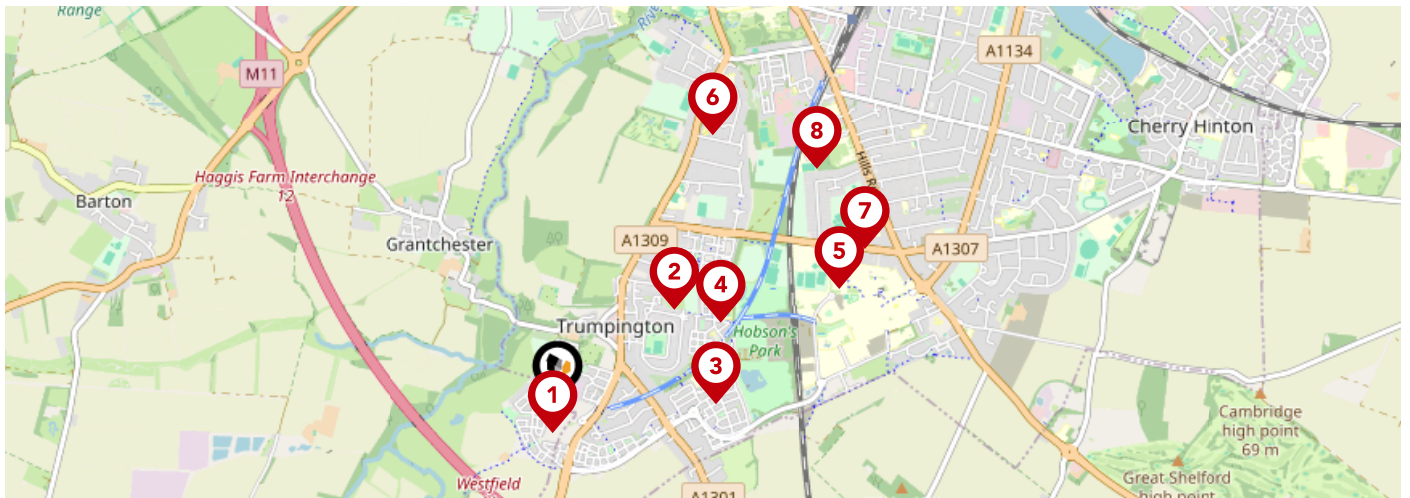 Range
M11
A1134
6
8
Cherry Hinton
Haggis Farm Interchange
12
Hills R
Barton
7
Grantchester
A1309
5
A1307
2
4
Trumpington
Hobson's
Park
3
1
Cambridge
high point
69 m
Westfield
Great Shelford
high point
A1301